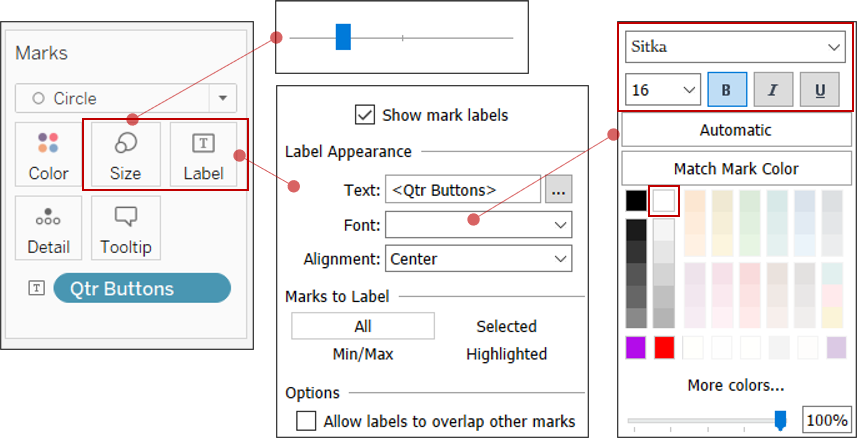 Marks
Circle
Color
Size
T
Label
Detail
Tooltip
T
Qtr Buttons
Show mark labels
Label Appearance
Text: <Qtr Buttons> ...
Font:
Alignment: Center
Marks to Label
All Selected
Min/Max Highlighted
Options
Allow labels to overlap other marks
Sitka
16 B I U
Automatic
Match Mark Color
More colors...
100%